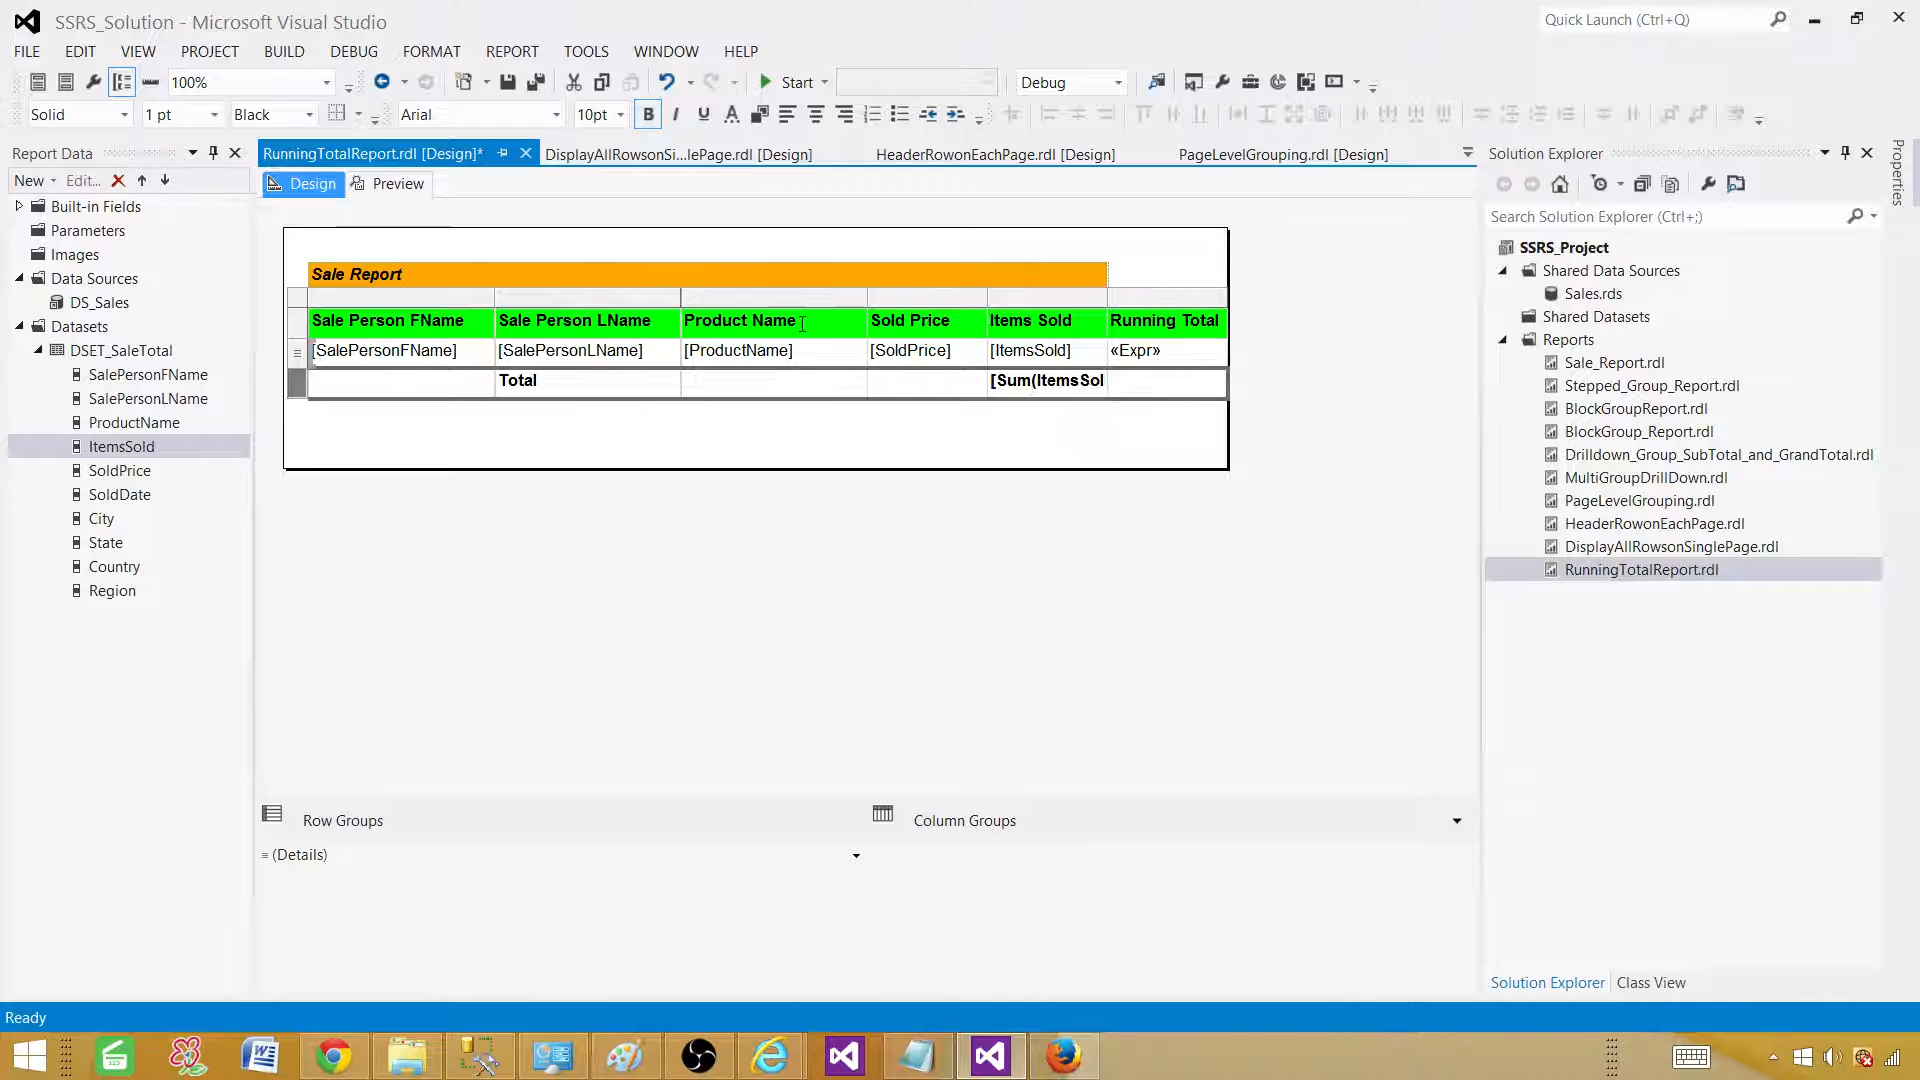 SSRS_Solution - Microsoft Visual Studio
Quick Launch (Ctrl+Q)
FILE EDIT VIEW PROJECT BUILD DEBUG FORMAT REPORT TOOLS WINDOW HELP
100% Start Debug
Solid 1 pt Black Arial 10pt B I U A
Report Data
RunningTotalReport.rdl [Design]* DisplayAllRowsonSi...lePage.rdl [Design] HeaderRowonEachPage.rdl [Design] PageLevelGrouping.rdl [Design]
Solution Explorer
Properties
New Edit...
Design Preview
Built-in Fields
Parameters
Images
Data Sources
DS_Sales
Datasets
DSET_SaleTotal
SalePersonFName
SalePersonLName
ProductName
ItemsSold
SoldPrice
SoldDate
City
State
Country
Region
Sale Report
Sale Person FName Sale Person LName Product Name Sold Price Items Sold Running Total
[SalePersonFName] [SalePersonLName] [ProductName] [SoldPrice] [ItemsSold] «Expr»
Total [Sum(ItemsSol
Row Groups Column Groups
(Details)
Search Solution Explorer (Ctrl+;)
SSRS_Project
Shared Data Sources
Sales.rds
Shared Datasets
Reports
Sale_Report.rdl
Stepped_Group_Report.rdl
BlockGroupReport.rdl
BlockGroup_Report.rdl
Drilldown_Group_SubTotal_and_GrandTotal.rdl
MultiGroupDrillDown.rdl
PageLevelGrouping.rdl
HeaderRowonEachPage.rdl
DisplayAllRowsonSinglePage.rdl
RunningTotalReport.rdl
Solution Explorer Class View
Ready